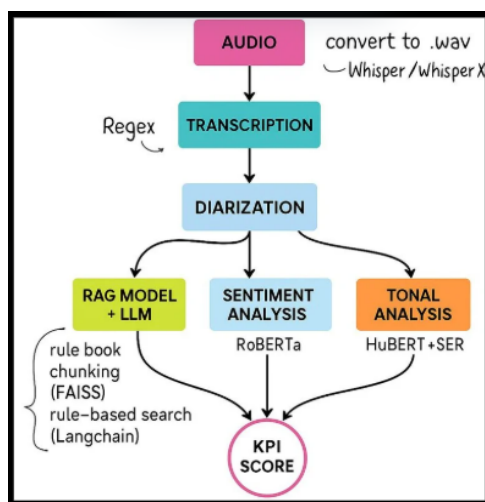 AUDIO
convert to .wav
Whisper/Whisper X
Regex
TRANSCRIPTION
DIARIZATION
RAG MODEL
+ LLM
SENTIMENT
ANALYSIS
TONAL
ANALYSIS
RoBERTa
HuBERT+SER
rule book
chunking
(FAISS)
rule-based search
(Langchain)
KPI
SCORE